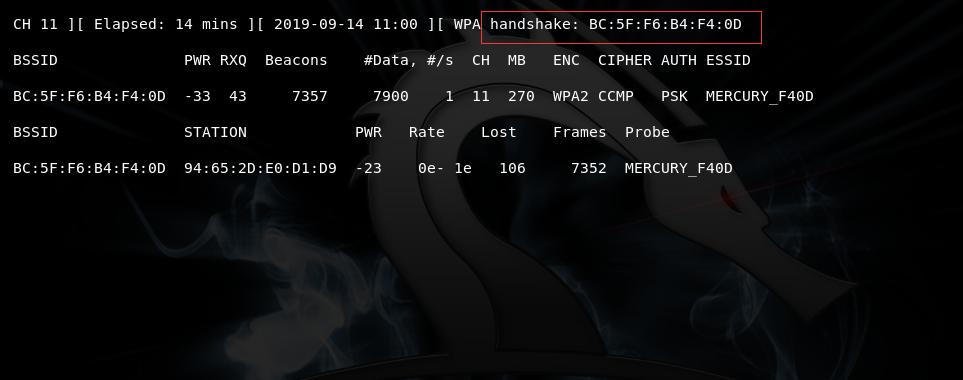 CH 11 ][ Elapsed: 14 mins ][ 2019-09-14 11:00 ][ WPA handshake: BC:5F:F6:B4:F4:0D
BSSID PWR RXQ Beacons #Data, #/s CH MB ENC CIPHER AUTH ESSID
BC:5F:F6:B4:F4:0D -33 43 7357 7900 1 11 270 WPA2 CCMP PSK MERCURY_F40D
BSSID STATION PWR Rate Lost Frames Probe
BC:5F:F6:B4:F4:0D 94:65:2D:E0:D1:D9 -23 0e- 1e 106 7352 MERCURY_F40D